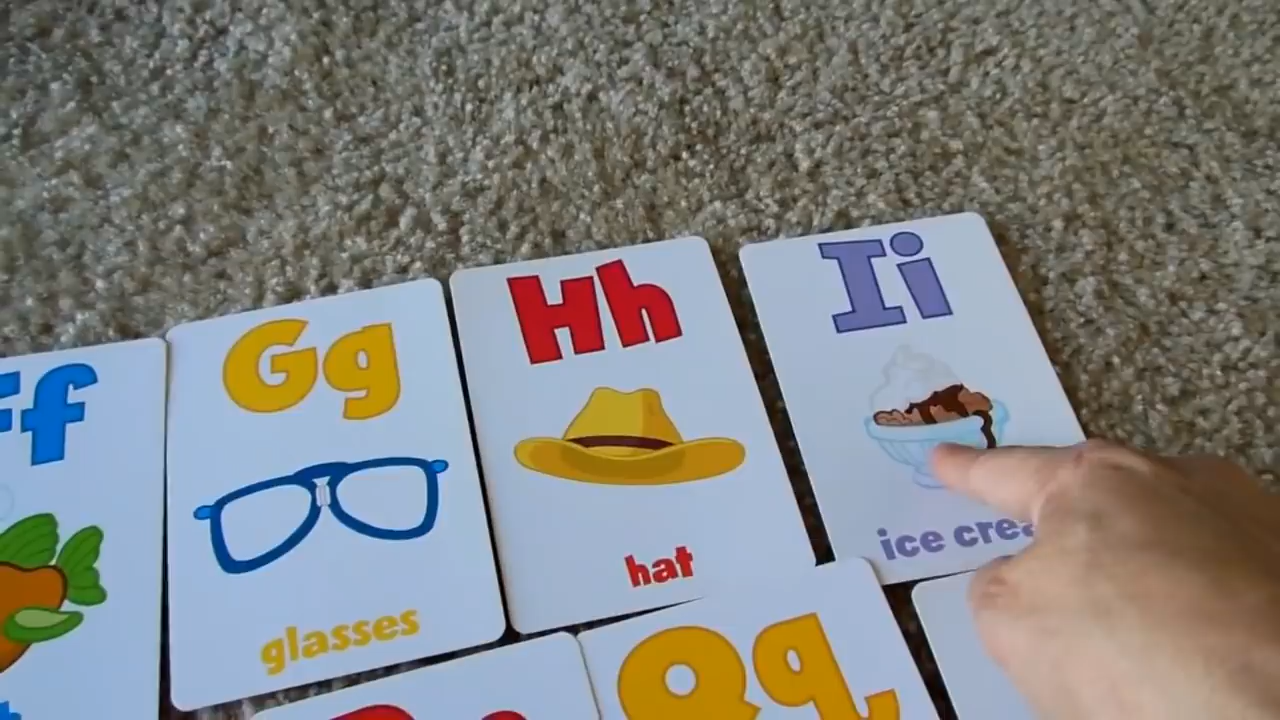 Ff
Gg
glasses
Hh
hat
Ii
ice crea
Qq